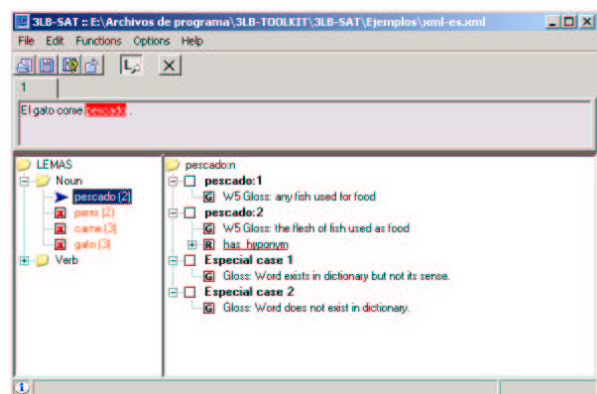 3LB-SAT :: E:\Archivos de programa\3LB-TOOLKIT\3LB-SAT\Ejemplos\xml-es.xml
File Edit Functions Options Help
1
El gato come pescado .
LEMAS
Noun
pescado (2)
(2)
carne (3)
gato (3)
Verb
pescado:n
pescado:1
G W5 Gloss: any fish used for food
pescado:2
G W5 Gloss: the flesh of fish used as food
R has_hyponym
Especial case 1
G Gloss: Word exists in dictionary but not its sense.
Especial case 2
G Gloss: Word does not exist in dictionary.